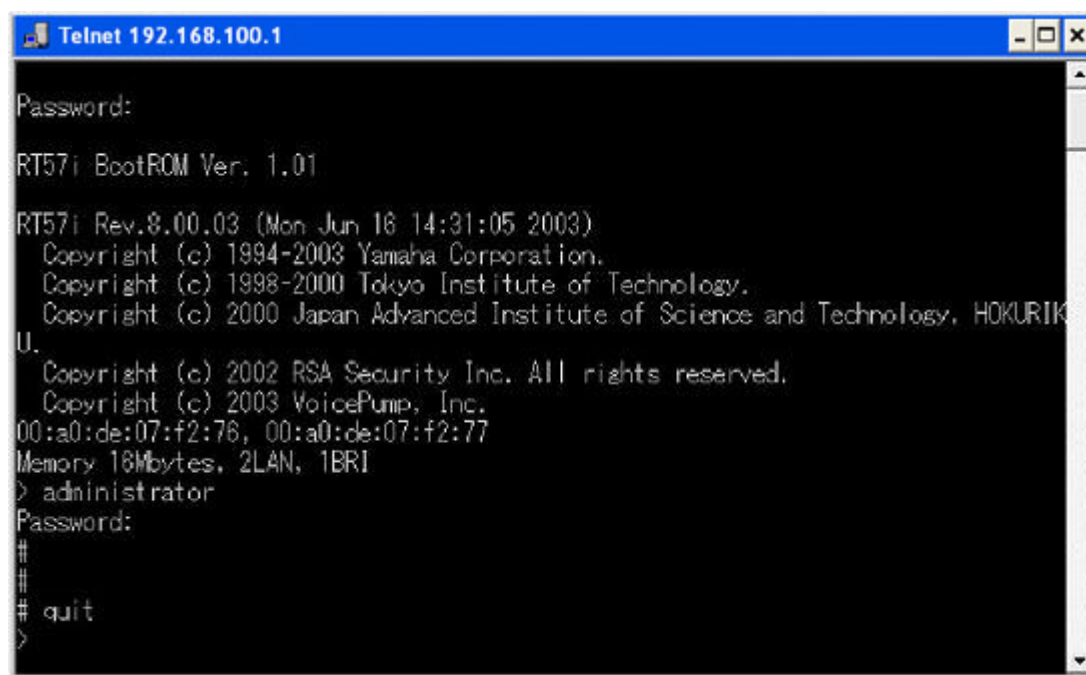 Telnet 192.168.100.1
Password:
RT57i BootROM Ver. 1.01
RT57i Rev.8.00.03 (Mon Jun 16 14:31:05 2003)
Copyright (c) 1994-2003 Yamaha Corporation.
Copyright (c) 1998-2000 Tokyo Institute of Technology.
Copyright (c) 2000 Japan Advanced Institute of Science and Technology, HOKURIK
U.
Copyright (c) 2002 RSA Security Inc. All rights reserved.
Copyright (c) 2003 VoicePump, Inc.
00:a0:de:07:f2:76, 00:a0:de:07:f2:77
Memory 16Mbytes, 2LAN, 1BRI
> administrator
Password:
#
#
# quit
>